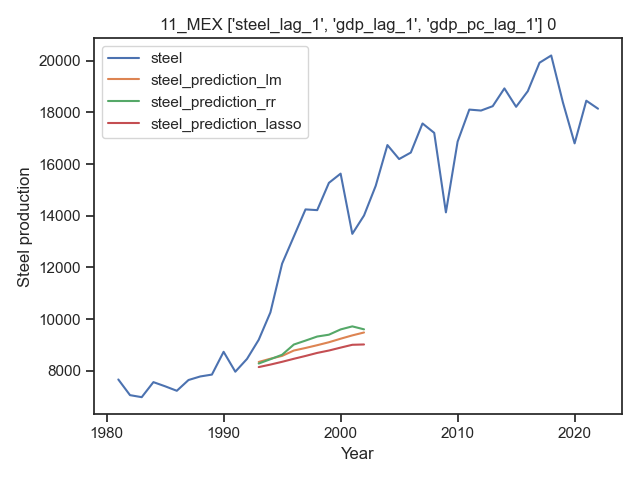 11_MEX ['steel_lag_1', 'gdp_lag_1', 'gdp_pc_lag_1'] 0
steel
steel_prediction_lm
steel_prediction_rr
steel_prediction_lasso
Steel production
20000
18000
16000
14000
12000
10000
8000
1980
1990
2000
2010
2020
Year